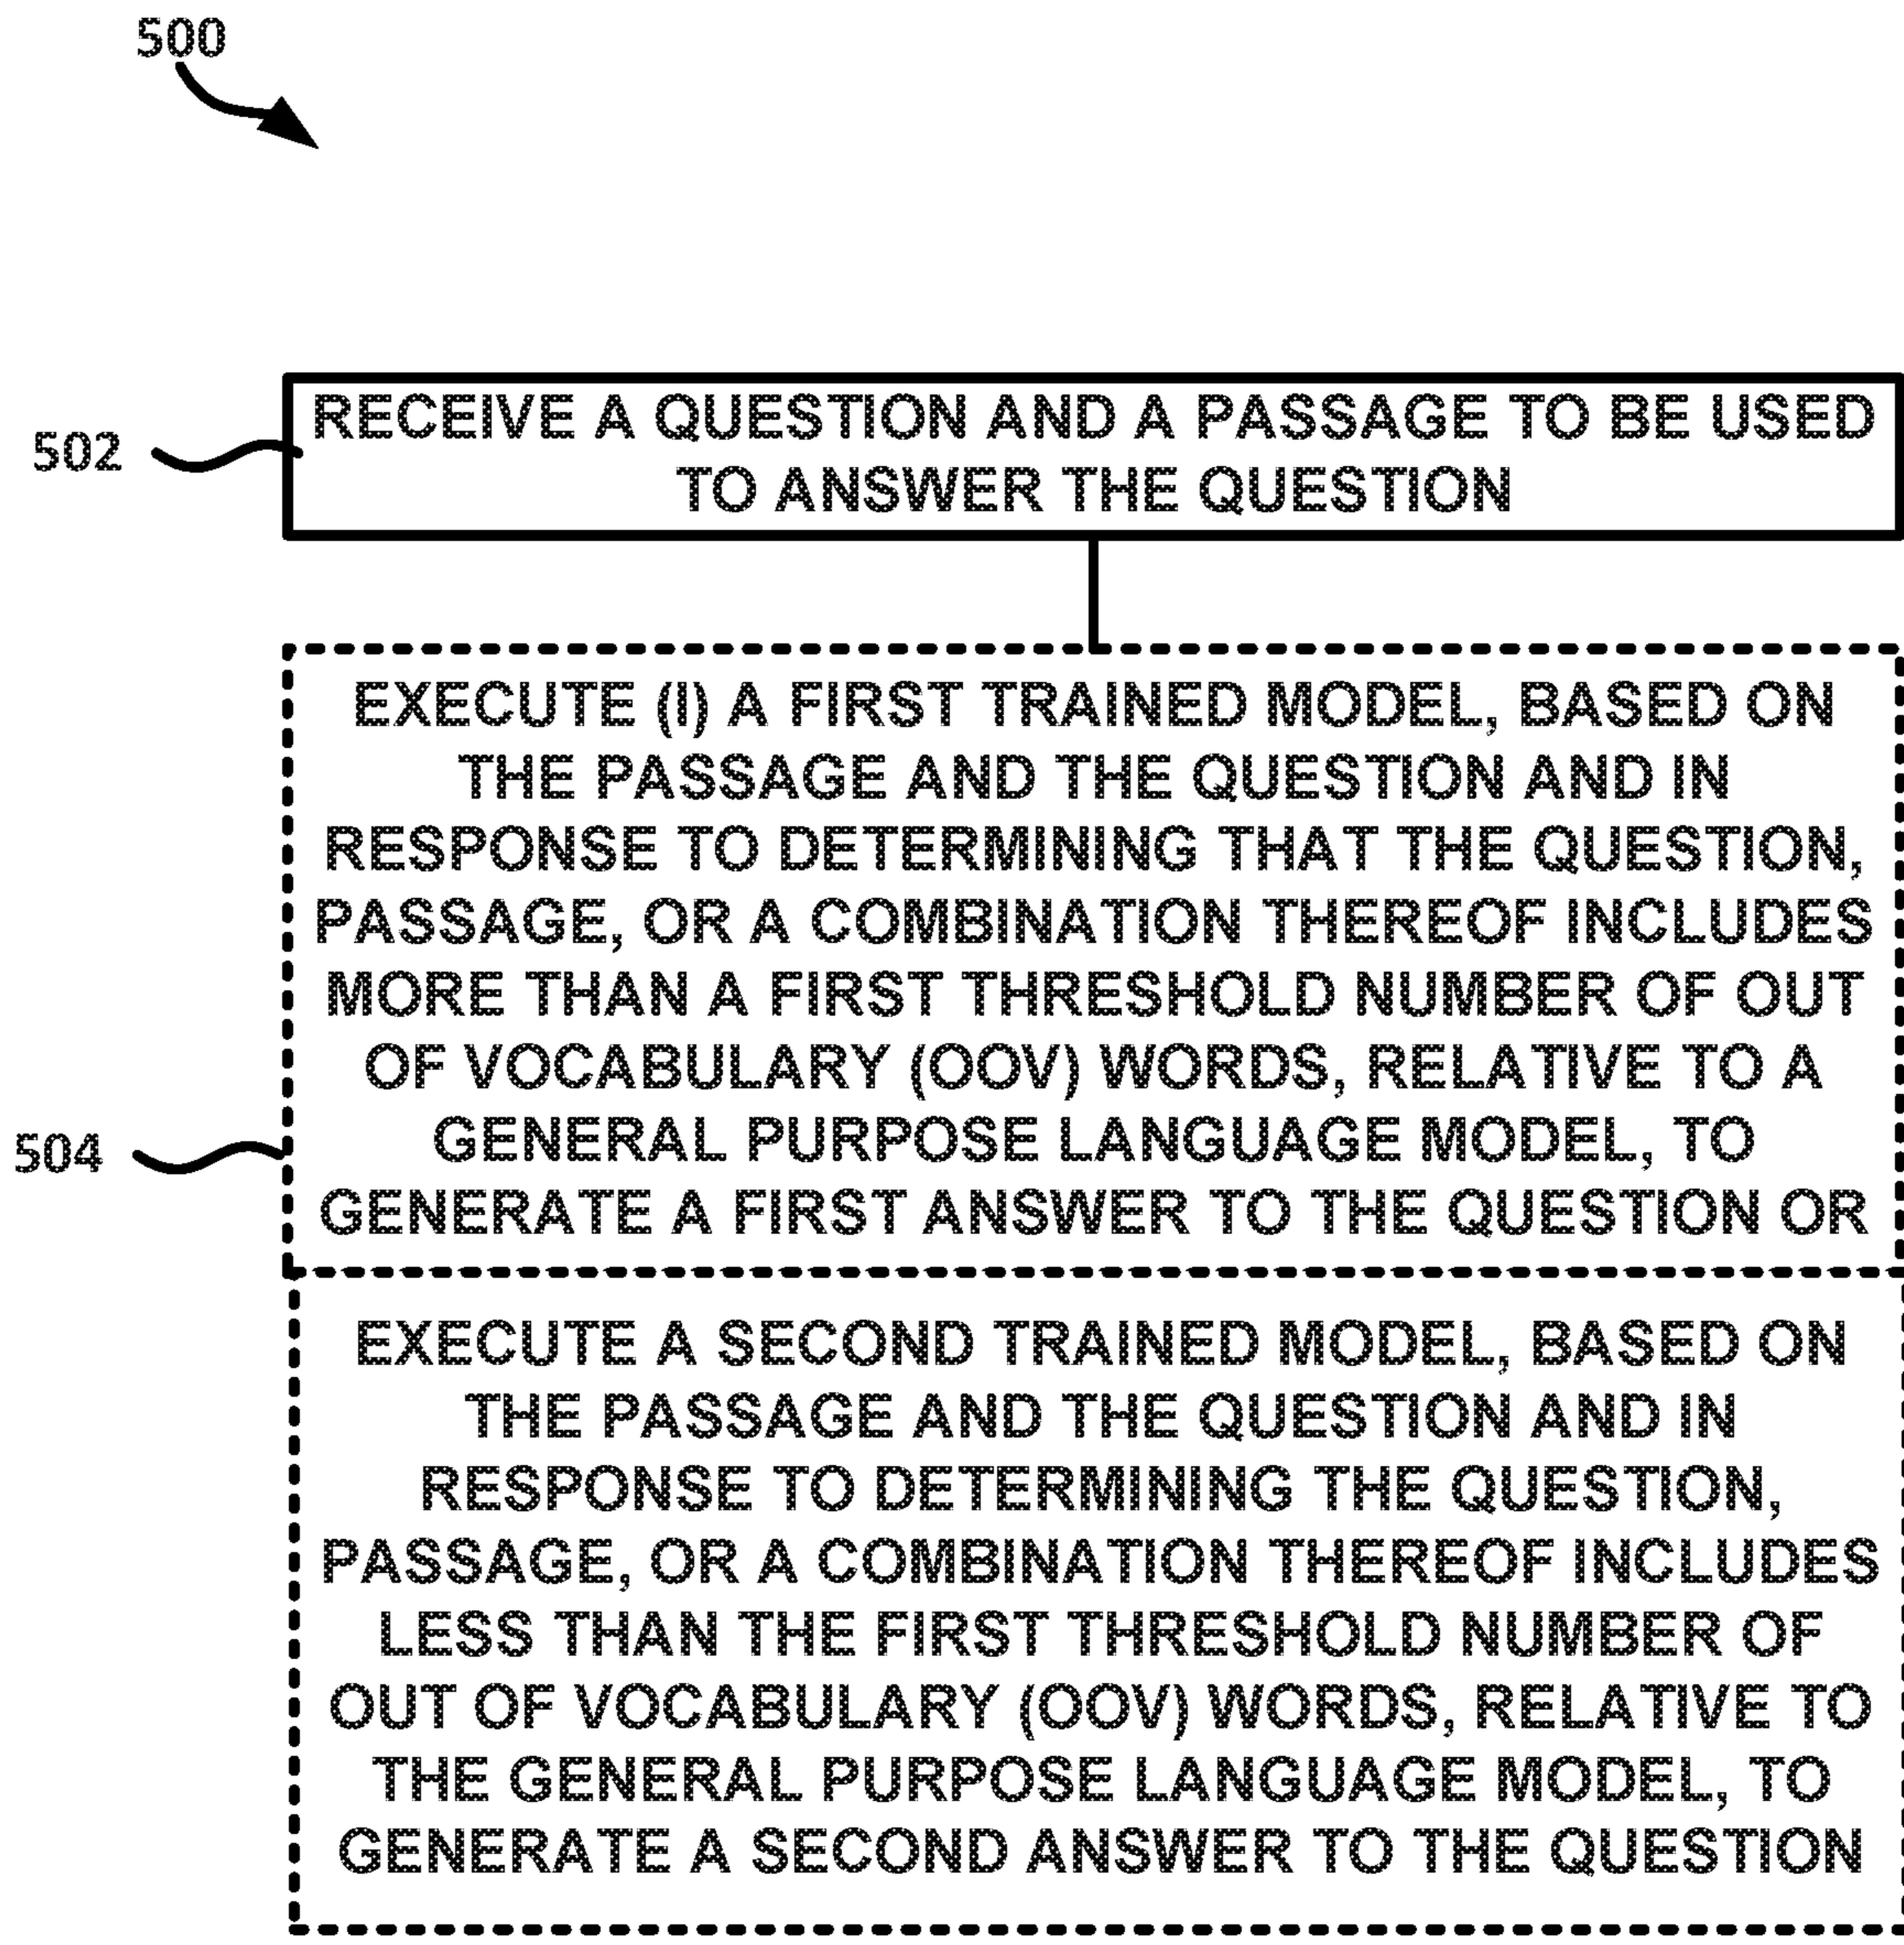 500
502
RECEIVE A QUESTION AND A PASSAGE TO BE USED
TO ANSWER THE QUESTION
504
EXECUTE (I) A FIRST TRAINED MODEL, BASED ON
THE PASSAGE AND THE QUESTION AND IN
RESPONSE TO DETERMINING THAT THE QUESTION,
PASSAGE, OR A COMBINATION THEREOF INCLUDES
MORE THAN A FIRST THRESHOLD NUMBER OF OUT
OF VOCABULARY (OOV) WORDS, RELATIVE TO A
GENERAL PURPOSE LANGUAGE MODEL, TO
GENERATE A FIRST ANSWER TO THE QUESTION OR
EXECUTE A SECOND TRAINED MODEL, BASED ON
THE PASSAGE AND THE QUESTION AND IN
RESPONSE TO DETERMINING THE QUESTION,
PASSAGE, OR A COMBINATION THEREOF INCLUDES
LESS THAN THE FIRST THRESHOLD NUMBER OF
OUT OF VOCABULARY (OOV) WORDS, RELATIVE TO
THE GENERAL PURPOSE LANGUAGE MODEL, TO
GENERATE A SECOND ANSWER TO THE QUESTION